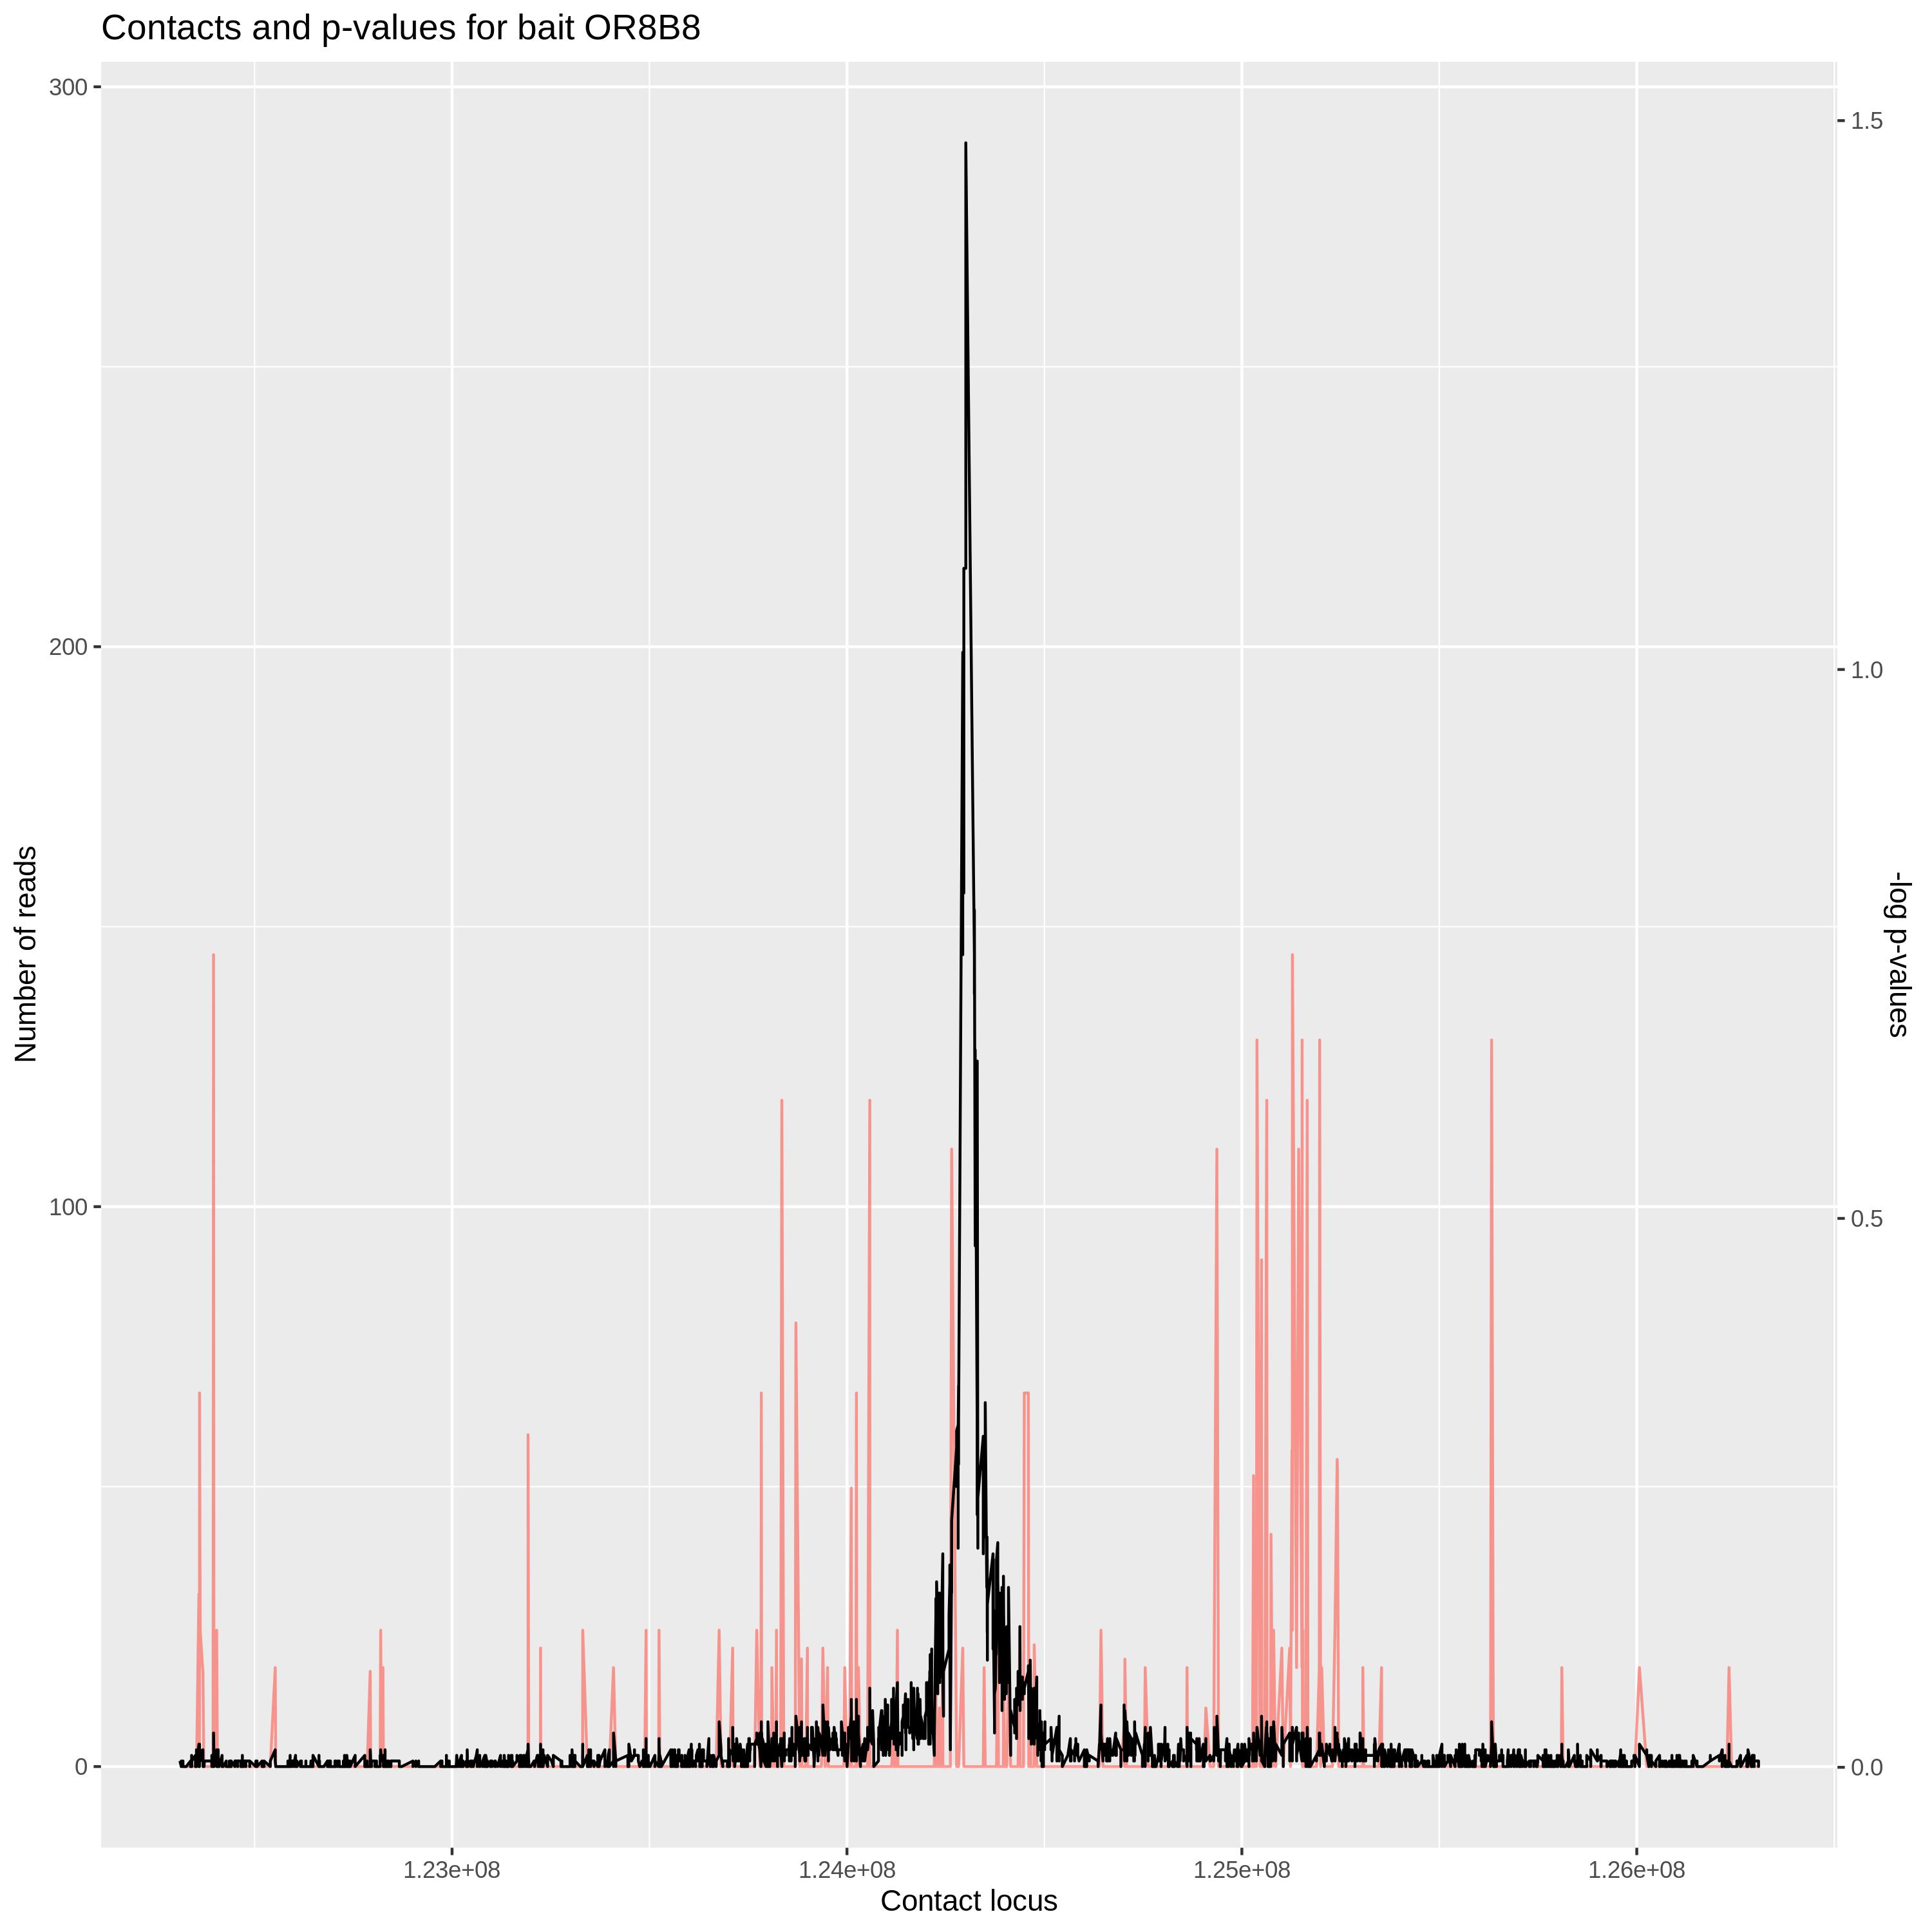 Contacts and p-values for bait OR8B8
300
200
100
0
Number of reads
1.5
1.0
0.5
0.0
-log p-values
1.23e+08
1.24e+08
1.25e+08
1.26e+08
Contact locus